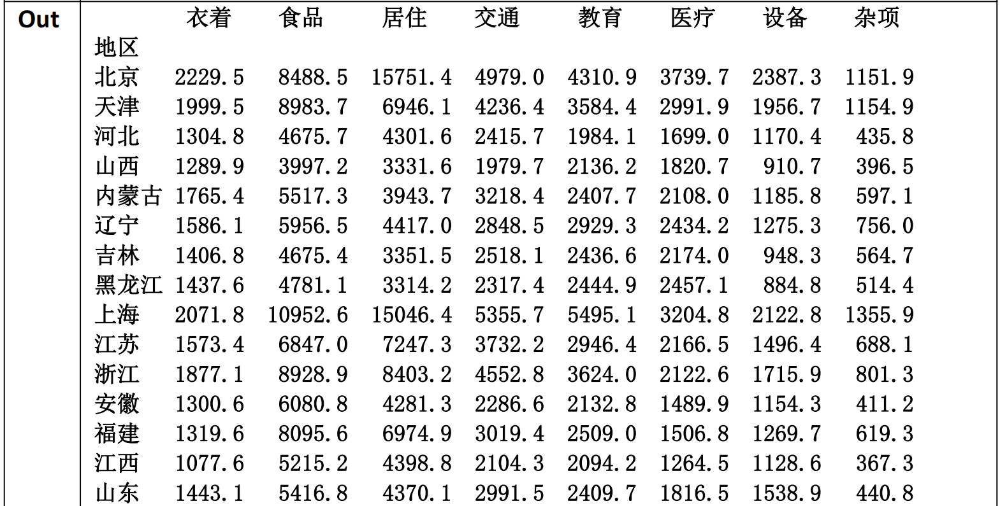 Out 衣着 食品 居住 交通 教育 医疗 设备 杂项
地区
北京 2229.5 8488.5 15751.4 4979.0 4310.9 3739.7 2387.3 1151.9
天津 1999.5 8983.7 6946.1 4236.4 3584.4 2991.9 1956.7 1154.9
河北 1304.8 4675.7 4301.6 2415.7 1984.1 1699.0 1170.4 435.8
山西 1289.9 3997.2 3331.6 1979.7 2136.2 1820.7 910.7 396.5
内蒙古 1765.4 5517.3 3943.7 3218.4 2407.7 2108.0 1185.8 597.1
辽宁 1586.1 5956.5 4417.0 2848.5 2929.3 2434.2 1275.3 756.0
吉林 1406.8 4675.4 3351.5 2518.1 2436.6 2174.0 948.3 564.7
黑龙江 1437.6 4781.1 3314.2 2317.4 2444.9 2457.1 884.8 514.4
上海 2071.8 10952.6 15046.4 5355.7 5495.1 3204.8 2122.8 1355.9
江苏 1573.4 6847.0 7247.3 3732.2 2946.4 2166.5 1496.4 688.1
浙江 1877.1 8928.9 8403.2 4552.8 3624.0 2122.6 1715.9 801.3
安徽 1300.6 6080.8 4281.3 2286.6 2132.8 1489.9 1154.3 411.2
福建 1319.6 8095.6 6974.9 3019.4 2509.0 1506.8 1269.7 619.3
江西 1077.6 5215.2 4398.8 2104.3 2094.2 1264.5 1128.6 367.3
山东 1443.1 5416.8 4370.1 2991.5 2409.7 1816.5 1538.9 440.8